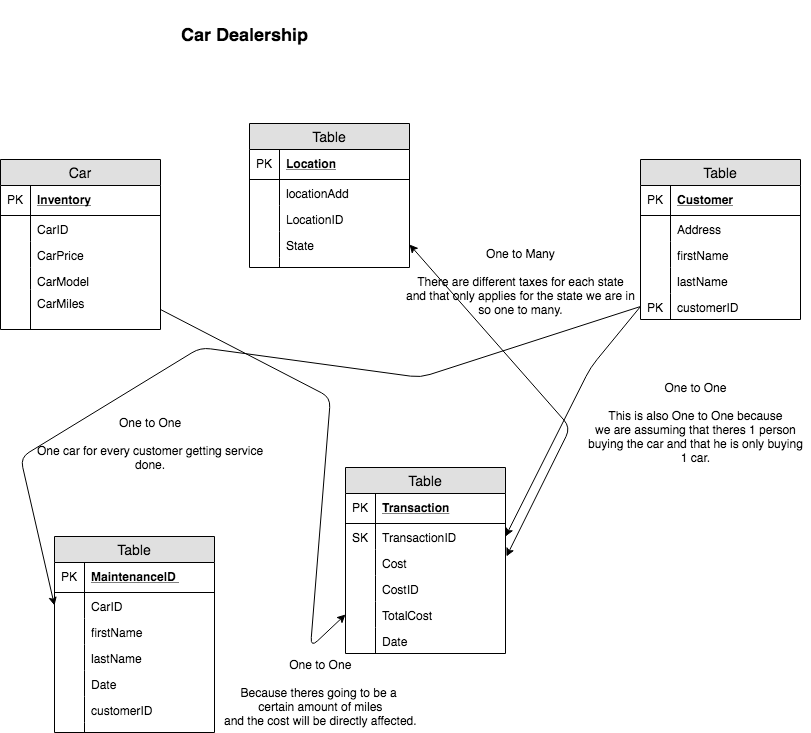 Car Dealership
Table
PK Location
locationAdd
LocationID
State
Car
PK Inventory
CarID
CarPrice
CarModel
CarMiles
Table
PK Customer
Address
firstName
lastName
PK customerID
One to Many
There are different taxes for each state
and that only applies for the state we are in
so one to many.
One to One
This is also One to One because
we are assuming that theres 1 person
buying the car and that he is only buying
1 car.
One to One
One car for every customer getting service
done.
Table
PK Transaction
SK TransactionID
Cost
CostID
TotalCost
Date
Table
PK MaintenanceID
CarID
firstName
lastName
Date
customerID
One to One
Because theres going to be a
certain amount of miles
and the cost will be directly affected.